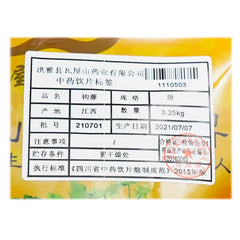 洪雅县瓦屋山药业有限公司
中药饮片标签
1110503
品名 钩藤 规格 段
产地 江西 数量 0.25kg
批号 210701 生产日期 2021/07/07
注意事项 /
贮存条件 置干燥处
执行标准 《四川省中药饮片炮制规范》2015年版